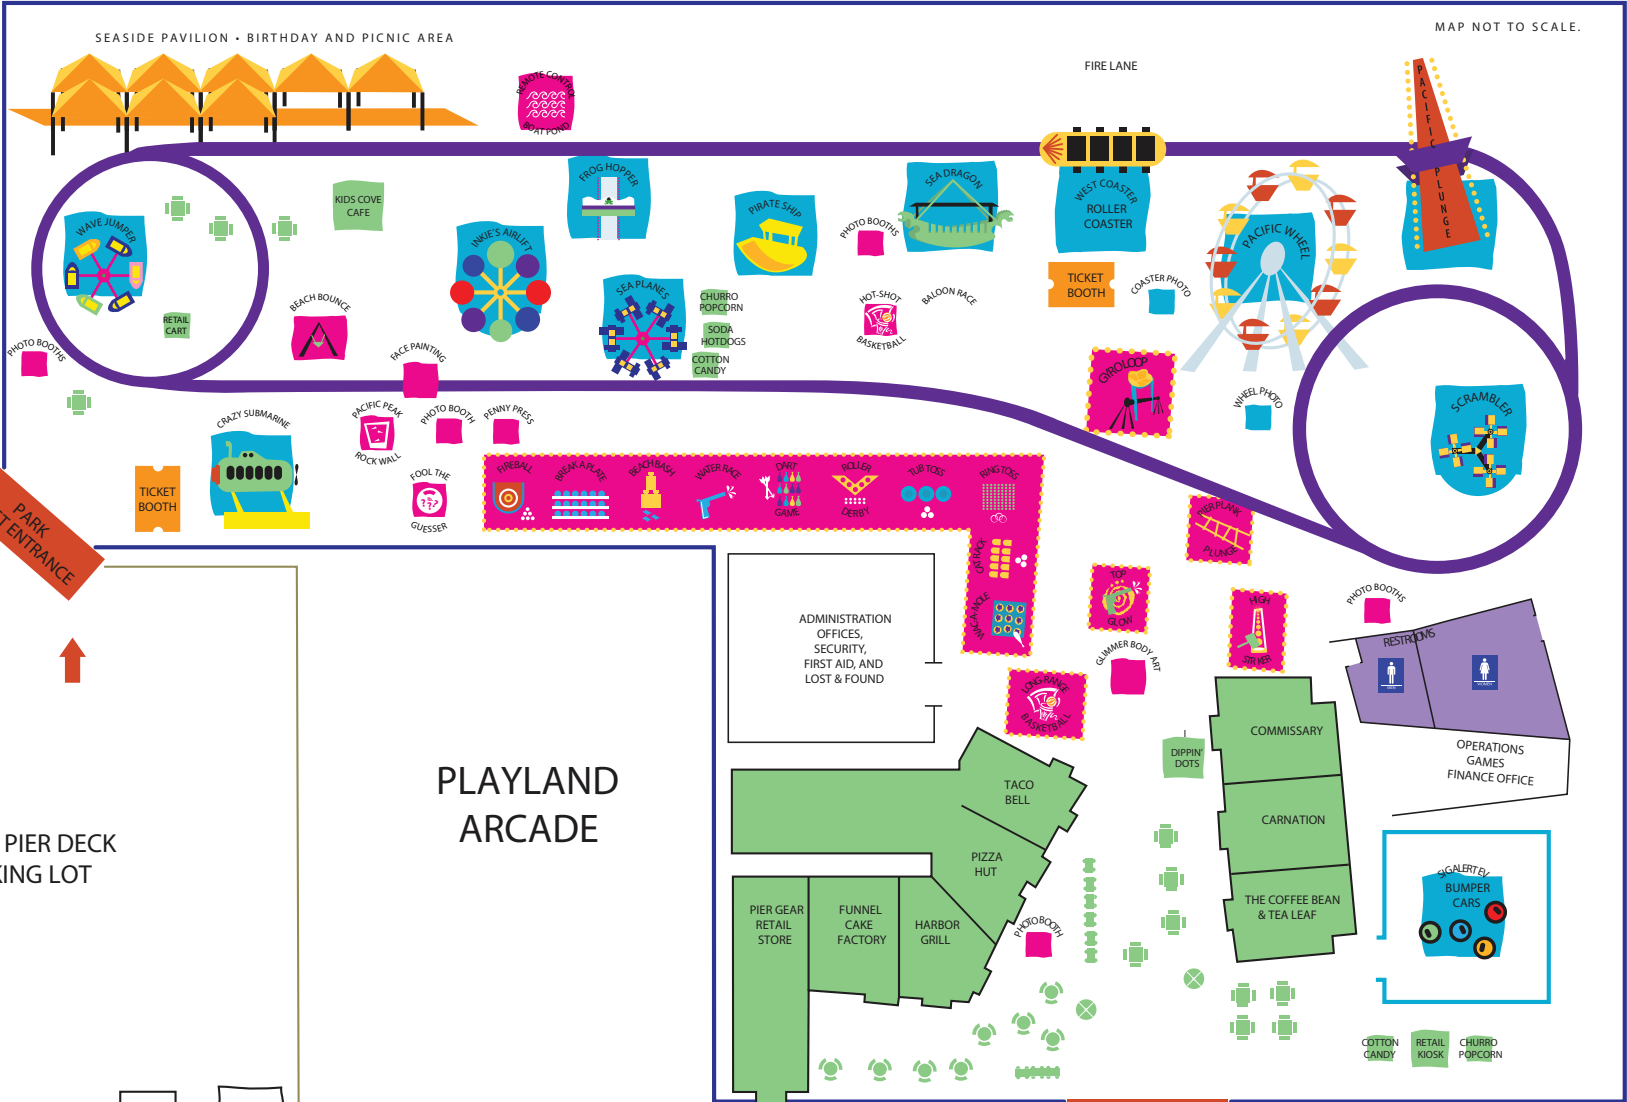 SEASIDE PAVILION • BIRTHDAY AND PICNIC AREA
MAP NOT TO SCALE.
FIRE LANE
REMOTE CONTROL
BOAT POND
PACIFIC PLUNGE
KIDS COVE
CAFE
FROG HOPPER
SEA DRAGON
WEST COASTER
ROLLER
COASTER
PIRATE SHIP
PHOTO BOOTHS
PACIFIC WHEEL
WAVE JUMPER
INKIE'S AIRLIFT
SEA PLANES
CHURRO
POPCORN
SODA
HOTDOGS
COTTON
CANDY
HOT-SHOT
BASKETBALL
BALOON RACE
TICKET
BOOTH
COASTER PHOTO
RETAIL
CART
BEACH BOUNCE
PHOTO BOOTHS
FACE PAINTING
GYROLOOP
WHEEL PHOTO
SCRAMBLER
CRAZY SUBMARINE
PACIFIC PEAK
ROCK WALL
PHOTO BOOTH
PENNY PRESS
TICKET
BOOTH
FOOL THE
GUESSER
FIREBALL
BREAK A PLATE
BEACH BASH
WATER RACE
DART
GAME
ROLLER
DERBY
TUB TOSS
RING TOSS
CAT RACK
WAC-A-MOLE
PIER PLANK
PLUNGE
PARK
ENTRANCE
TOP
GLOW
HIGH
STRIKER
PHOTO BOOTHS
RESTROOMS
MEN
WOMEN
GLIMMER BODY ART
LONG-RANGE
BASKETBALL
ADMINISTRATION
OFFICES,
SECURITY,
FIRST AID, AND
LOST & FOUND
DIPPIN'
DOTS
COMMISSARY
OPERATIONS
GAMES
FINANCE OFFICE
PLAYLAND
ARCADE
TACO
BELL
CARNATION
PIER DECK
KING LOT
PIZZA
HUT
SIGALERT EV
BUMPER
CARS
THE COFFEE BEAN
& TEA LEAF
PIER GEAR
RETAIL
STORE
FUNNEL
CAKE
FACTORY
HARBOR
GRILL
PHOTO BOOTH
COTTON
CANDY
RETAIL
KIOSK
CHURRO
POPCORN